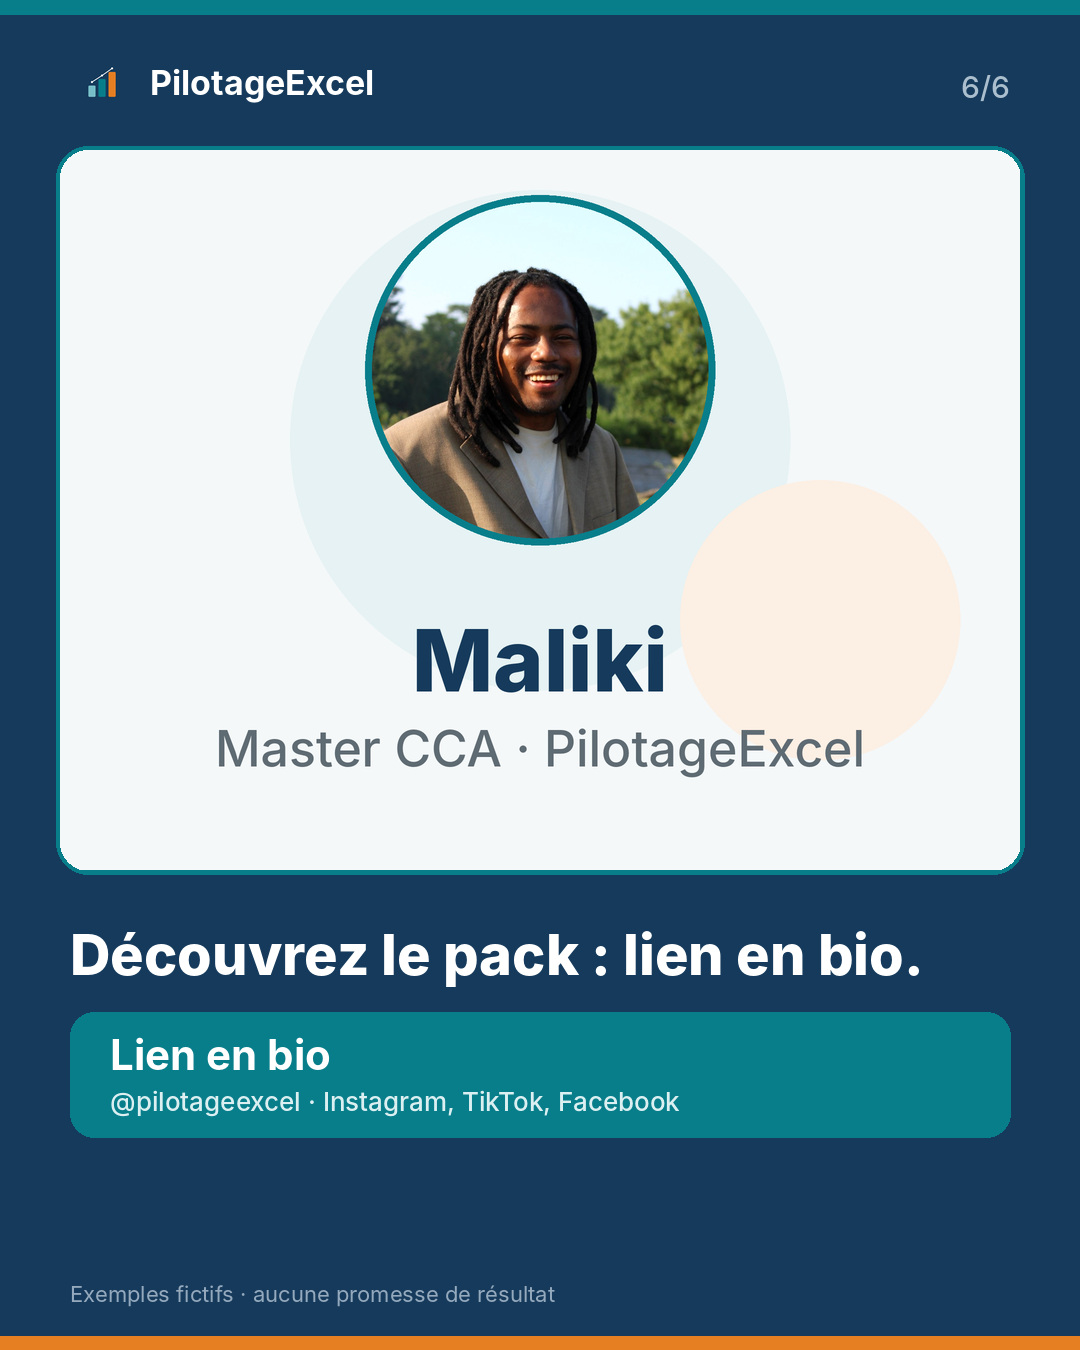 PilotageExcel
6/6
Maliki
Master CCA · PilotageExcel
Découvrez le pack : lien en bio.
Lien en bio
@pilotageexcel · Instagram, TikTok, Facebook
Exemples fictifs · aucune promesse de résultat